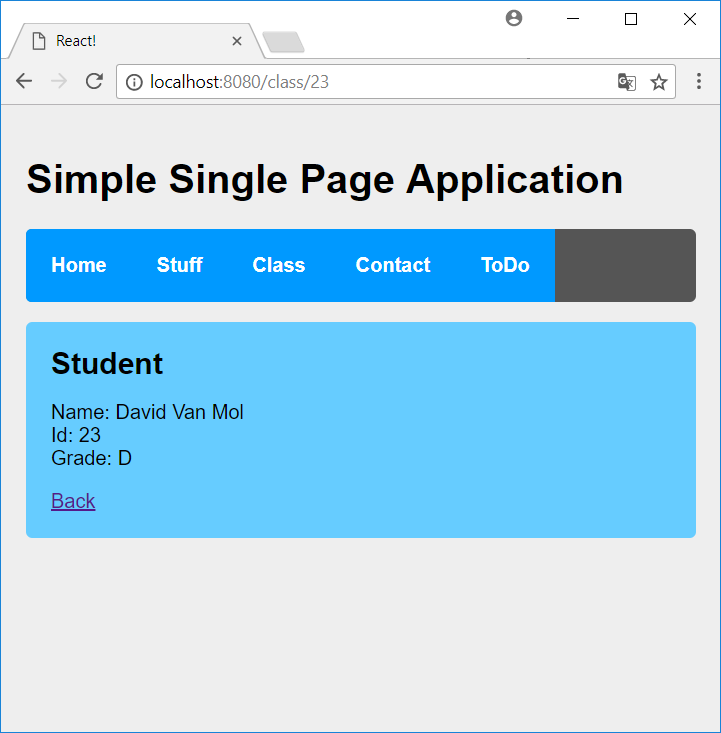 React!
localhost:8080/class/23
Simple Single Page Application
Home Stuff Class Contact ToDo
Student
Name: David Van Mol
Id: 23
Grade: D
Back